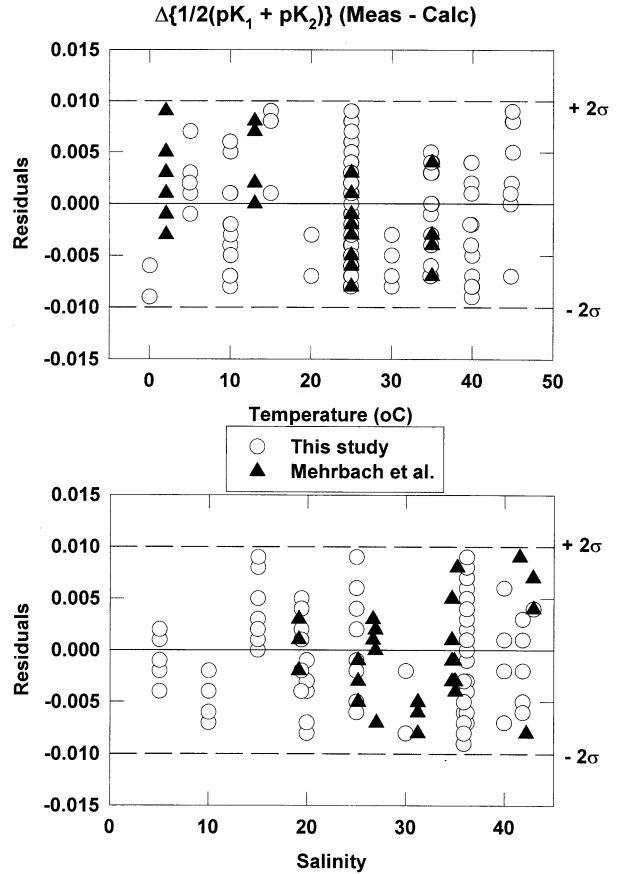 Δ{1/2(pK1 + pK2)} (Meas - Calc)
0.015
0.010
+ 2σ
0.005
Residuals
0.000
-0.005
-0.010
- 2σ
-0.015
0 10 20 30 40 50
Temperature (oC)
This study
Mehrbach et al.
0.015
0.010
+ 2σ
0.005
Residuals
0.000
-0.005
-0.010
- 2σ
-0.015
0 10 20 30 40
Salinity